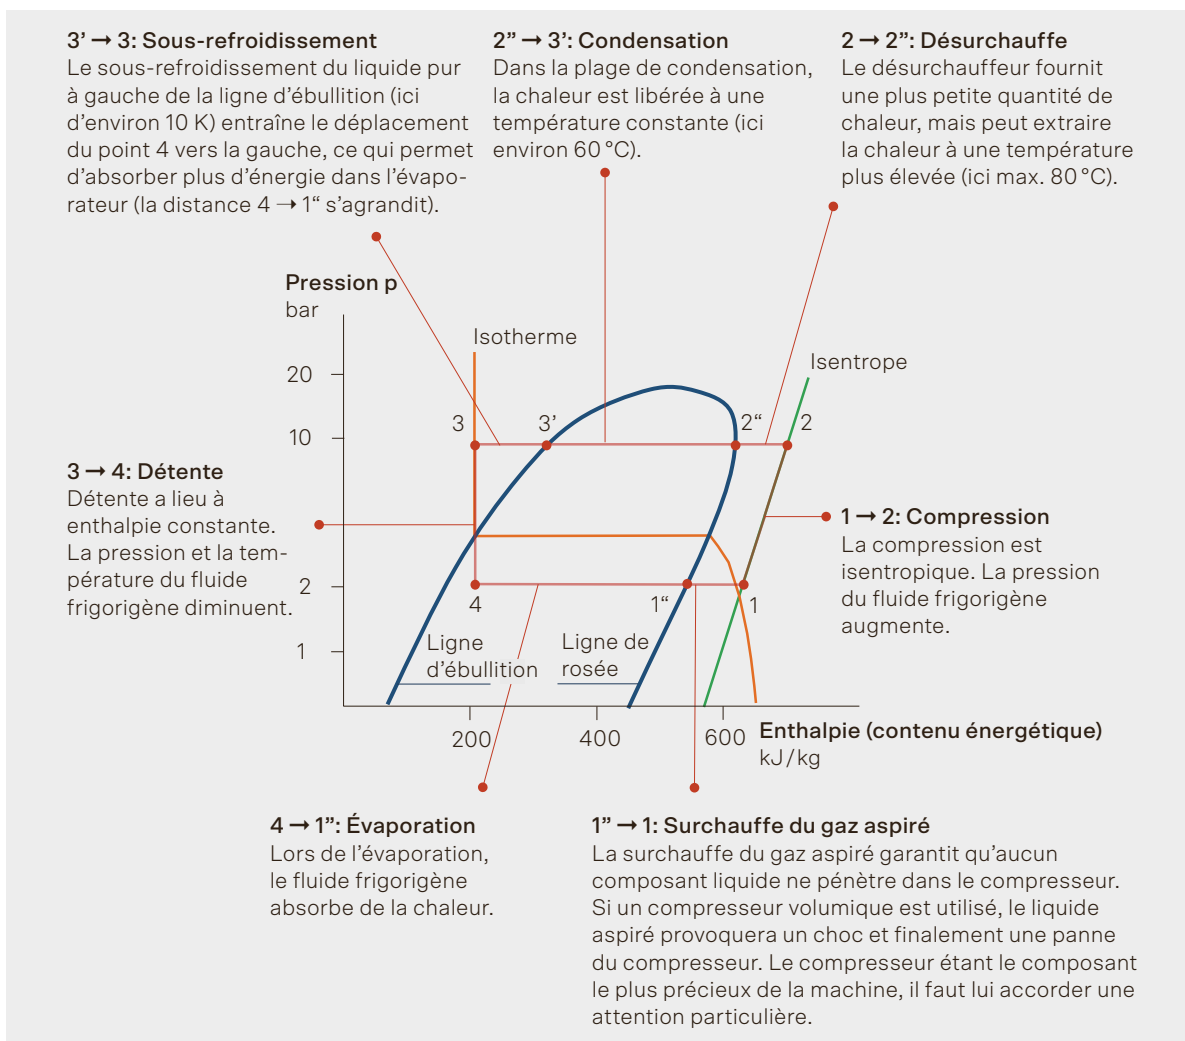 3’ → 3: Sous-refroidissement
Le sous-refroidissement du liquide pur
à gauche de la ligne d’ébullition (ici
d’environ 10 K) entraîne le déplacement
du point 4 vers la gauche, ce qui permet
d’absorber plus d’énergie dans l’évapo-
rateur (la distance 4 → 1“ s’agrandit).
2” → 3’: Condensation
Dans la plage de condensation,
la chaleur est libérée à une
température constante (ici
environ 60 °C).
2 → 2”: Désurchauffe
Le désurchauffeur fournit
une plus petite quantité de
chaleur, mais peut extraire
la chaleur à une température
plus élevée (ici max. 80 °C).
Pression p
bar
Isotherme
Isentrope
20
10
2
1
3
3’
2“
2
4
1“
1
3 → 4: Détente
Détente a lieu à
enthalpie constante.
La pression et la tem-
pérature du fluide
frigorigène diminuent.
1 → 2: Compression
La compression est
isentropique. La pression
du fluide frigorigène
augmente.
Ligne
d’ébullition
Ligne de
rosée
200
400
600
Enthalpie (contenu énergétique)
kJ/kg
4 → 1”: Évaporation
Lors de l’évaporation,
le fluide frigorigène
absorbe de la chaleur.
1” → 1: Surchauffe du gaz aspiré
La surchauffe du gaz aspiré garantit qu’aucun
composant liquide ne pénètre dans le compresseur.
Si un compresseur volumique est utilisé, le liquide
aspiré provoquera un choc et finalement une panne
du compresseur. Le compresseur étant le composant
le plus précieux de la machine, il faut lui accorder une
attention particulière.